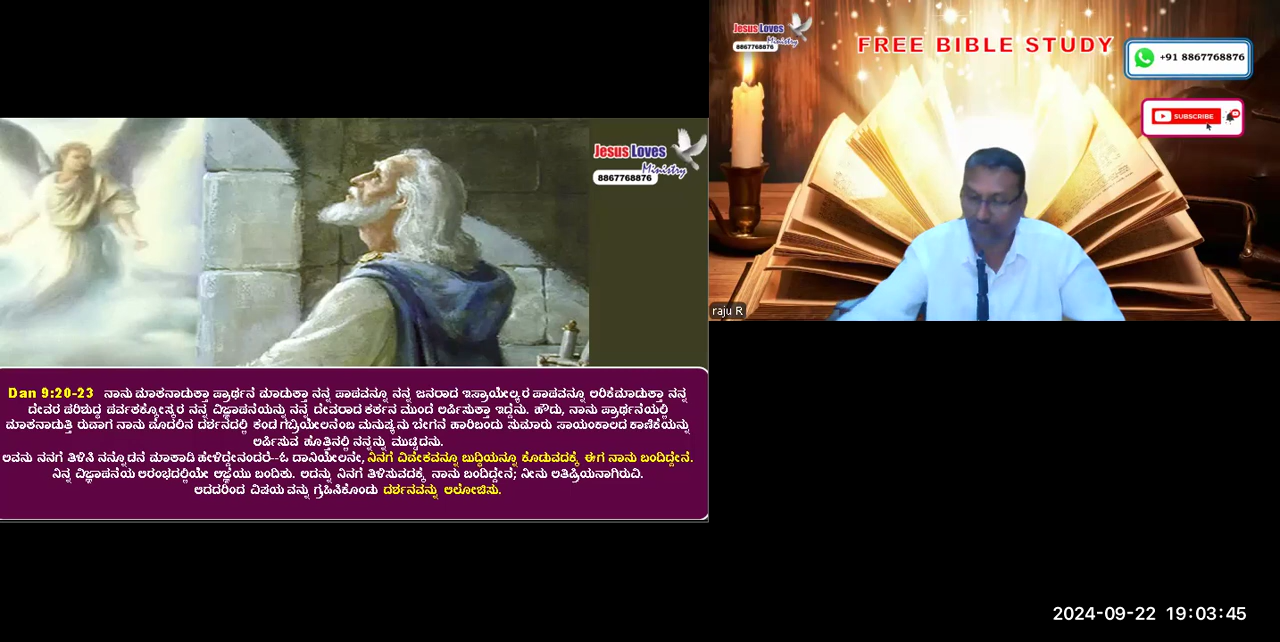 Jesus Loves
Ministry
8867768876
Dan 9:20-23 ನಾನು ಮಾತನಾಡುತ್ತಾ ಪ್ರಾರ್ಥನೆ ಮಾಡುತ್ತಾ ನನ್ನ ಪಾಪವನ್ನೂ ನನ್ನ ಜನರಾದ ಇಸ್ರಾಯೇಲ್ಯರ ಪಾಪವನ್ನೂ ಅರಿಕೆಮಾಡುತ್ತಾ ನನ್ನ
ದೇವರ ಪರಿಶುದ್ಧ ಪರ್ವತಕ್ಕೋಸ್ಕರ ನನ್ನ ವಿಜ್ಞಾಪನೆಯನ್ನು ನನ್ನ ದೇವರಾದ ಕರ್ತನ ಮುಂದೆ ಅರ್ಪಿಸುತ್ತಾ ಇದ್ದೆನು. ಹೌದು, ನಾನು ಪ್ರಾರ್ಥನೆಯಲ್ಲಿ
ಮಾತನಾಡುತ್ತಿ ರುವಾಗ ನಾನು ಮೊದಲಿನ ದರ್ಶನದಲ್ಲಿ ಕಂಡ ಗಬ್ರಿಯೇಲನೆಂಬ ಮನುಷ್ಯನು ಬೇಗನೆ ಹಾರಿಬಂದು ಸುಮಾರು ಸಾಯಂಕಾಲದ ಕಾಣಿಕೆಯನ್ನು
ಅರ್ಪಿಸುವ ಹೊತ್ತಿನಲ್ಲಿ ನನ್ನನ್ನು ಮುಟ್ಟಿದನು.
ಅವನು ನನಗೆ ತಿಳಿಸಿ ನನ್ನೊಡನೆ ಮಾತಾಡಿ ಹೇಳಿದ್ದೇನಂದರೆ--ಓ ದಾನಿಯೇಲನೇ, ನಿನಗೆ ವಿವೇಕವನ್ನೂ ಬುದ್ಧಿಯನ್ನೂ ಕೊಡುವದಕ್ಕೆ ಈಗ ನಾನು ಬಂದಿದ್ದೇನೆ.
ನಿನ್ನ ವಿಜ್ಞಾಪನೆಯ ಆರಂಭದಲ್ಲಿಯೇ ಆಜ್ಞೆಯು ಬಂದಿತು. ಅದನ್ನು ನಿನಗೆ ತಿಳಿಸುವದಕ್ಕೆ ನಾನು ಬಂದಿದ್ದೇನೆ; ನೀನು ಅತಿಪ್ರಿಯನಾಗಿರುವಿ.
ಆದದರಿಂದ ವಿಷಯ ವನ್ನು ಗ್ರಹಿಸಿಕೊಂಡು ದರ್ಶನವನ್ನು ಆಲೋಚಿಸು.
Jesus Loves
Ministry
8867768876
FREE BIBLE STUDY
+91 8867768876
SUBSCRIBE
raju R
2024-09-22 19:03:45